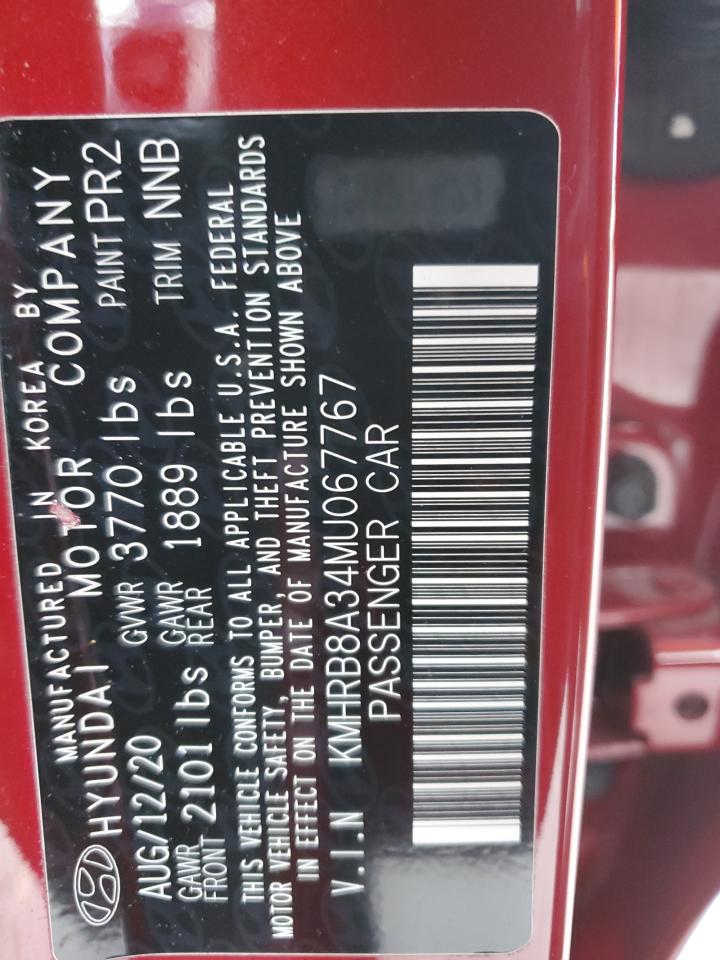 MANUFACTURED IN KOREA BY
HYUNDAI MOTOR COMPANY
AUG/12/20 GVWR 3770 lbs PAINT PR2
GAWR FRONT 2101 lbs GAWR REAR 1889 lbs TRIM NNB
THIS VEHICLE CONFORMS TO ALL APPLICABLE U.S.A. FEDERAL
MOTOR VEHICLE SAFETY, BUMPER, AND THEFT PREVENTION STANDARDS
IN EFFECT ON THE DATE OF MANUFACTURE SHOWN ABOVE
V.I.N KMHRB8A34MU067767
PASSENGER CAR